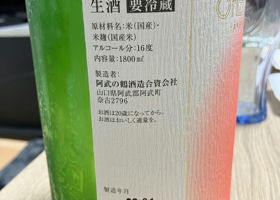 生酒 要冷蔵
原材料名：米(国産)・
米麹(国産米)
アルコール分：16度
内容量：1800ml
製造者：
阿武の鶴酒造合資会社
山口県阿武郡阿武町
奈古2796
お酒は20歳になってから。
お酒はおいしく適量を。
製造年月